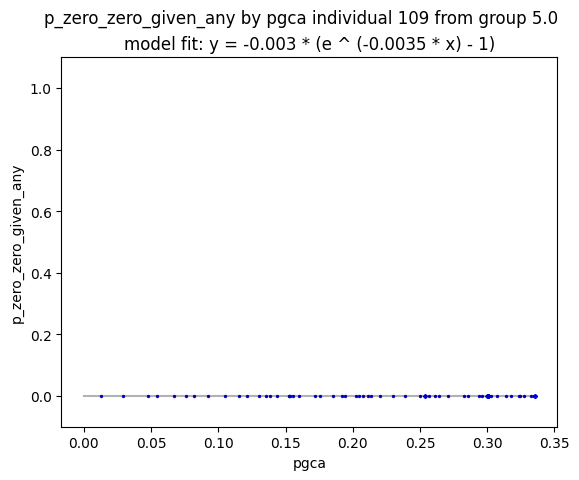 p_zero_zero_given_any by pgca individual 109 from group 5.0
model fit: y = -0.003 * (e ^ (-0.0035 * x) - 1)
1.0
0.8
0.6
0.4
0.2
0.0
p_zero_zero_given_any
0.00 0.05 0.10 0.15 0.20 0.25 0.30 0.35
pgca